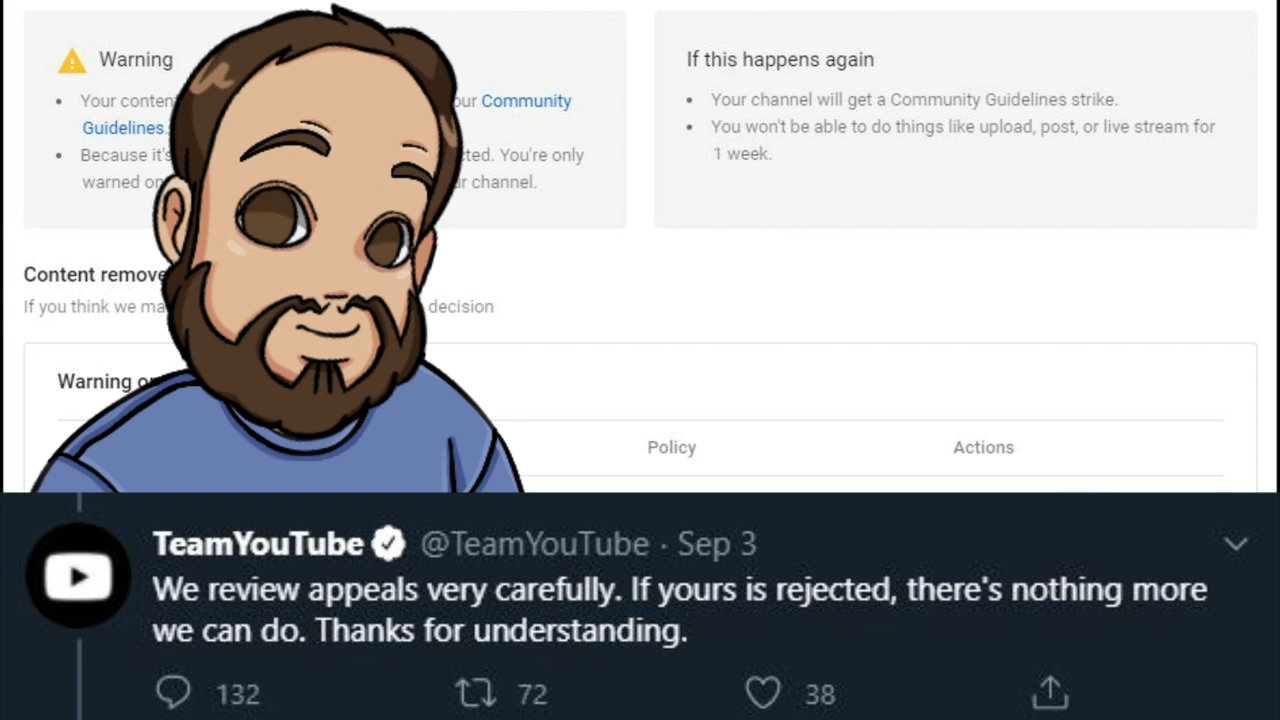 Warning
Your conten
our Community
Guidelines.
Because it's
cted. You're only
warned on
ur channel.
If this happens again
Your channel will get a Community Guidelines strike.
You won't be able to do things like upload, post, or live stream for
1 week.
Content remove
If you think we ma
decision
Warning o
Policy
Actions
TeamYouTube @TeamYouTube · Sep 3
We review appeals very carefully. If yours is rejected, there's nothing more
we can do. Thanks for understanding.
132 72 38